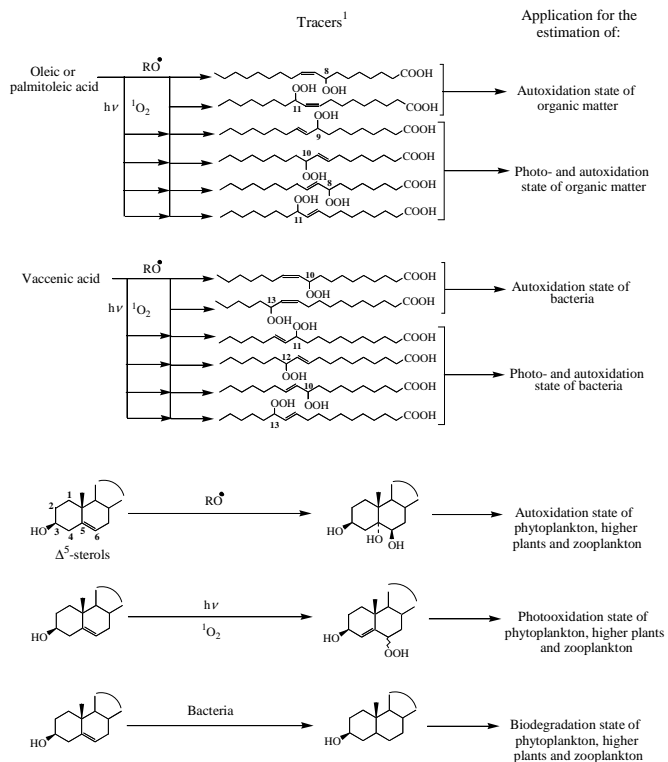 Tracers¹
Application for the
estimation of:
Oleic or
palmitoleic acid
RO•
hν
¹O₂
8
OOH
COOH
OOH
11
COOH
OOH
9
COOH
10
OOH
COOH
8
OOH
COOH
OOH
11
COOH
Autoxidation state of
organic matter
Photo- and autoxidation
state of organic matter
Vaccenic acid
RO•
hν
¹O₂
10
OOH
COOH
13
OOH
COOH
OOH
11
COOH
12
OOH
COOH
10
OOH
COOH
OOH
13
COOH
Autoxidation state of
bacteria
Photo- and autoxidation
state of bacteria
1
2
3
4
5
6
HO
Δ⁵-sterols
RO•
HO
OH
OH
Autoxidation state of
phytoplankton, higher
plants and zooplankton
HO
hν
¹O₂
HO
OOH
Photooxidation state of
phytoplankton, higher plants
and zooplankton
HO
Bacteria
HO
Biodegradation state of
phytoplankton, higher
plants and zooplankton